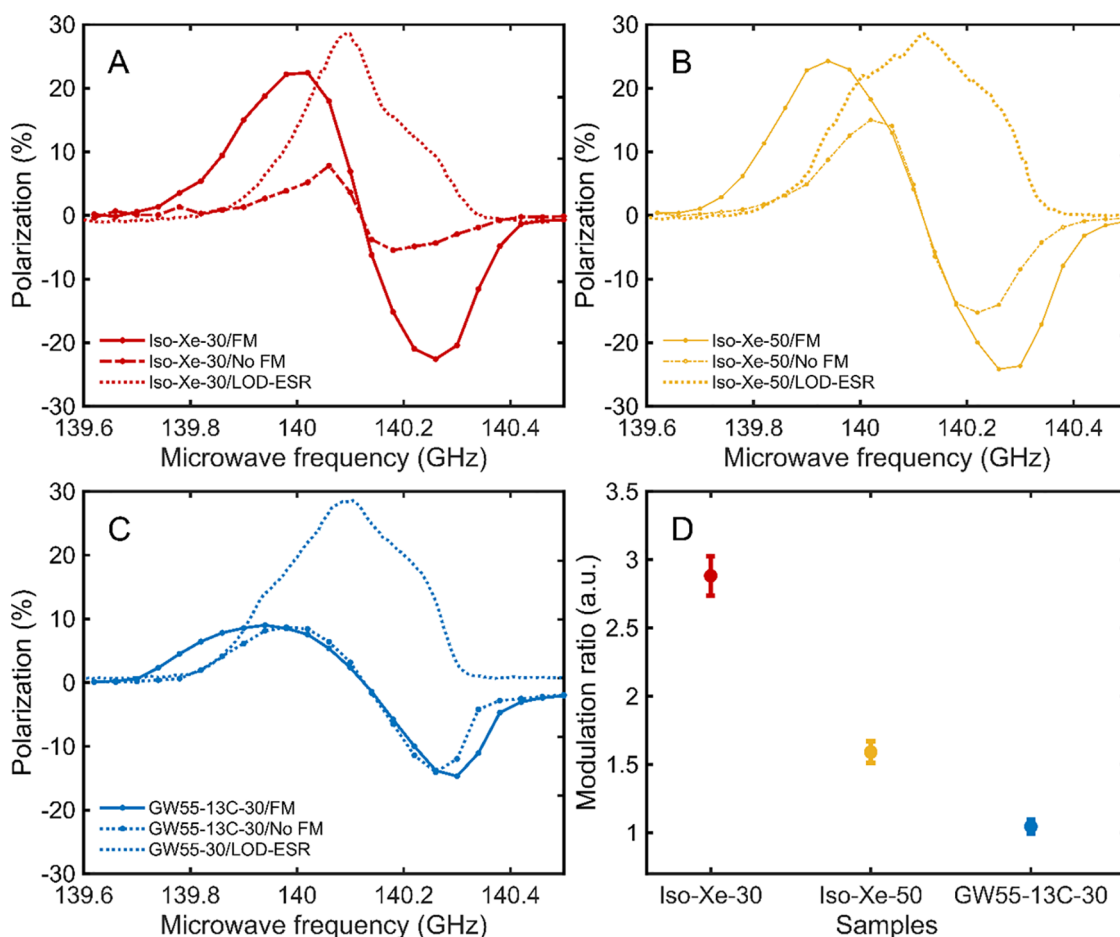 A
Polarization (%)
30
20
10
0
-10
-20
-30
Iso-Xe-30/FM
Iso-Xe-30/No FM
Iso-Xe-30/LOD-ESR
139.6
139.8
140
140.2
140.4
Microwave frequency (GHz)
B
Polarization (%)
30
20
10
0
-10
-20
-30
Iso-Xe-50/FM
Iso-Xe-50/No FM
Iso-Xe-50/LOD-ESR
139.6
139.8
140
140.2
140.4
Microwave frequency (GHz)
C
Polarization (%)
30
20
10
0
-10
-20
-30
GW55-13C-30/FM
GW55-13C-30/No FM
GW55-30/LOD-ESR
139.6
139.8
140
140.2
140.4
Microwave frequency (GHz)
D
Modulation ratio (a.u.)
3.5
3
2.5
2
1.5
1
Iso-Xe-30
Iso-Xe-50
GW55-13C-30
Samples